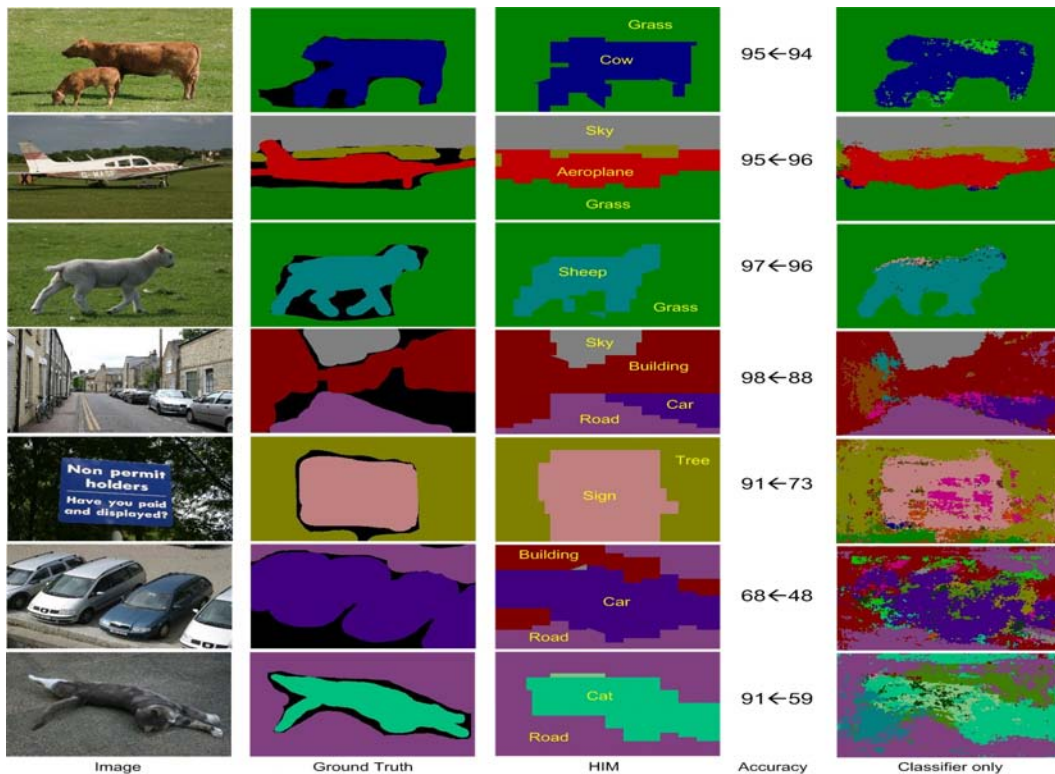 Grass
Cow
95←94
Sky
Aeroplane
Grass
95←96
Sheep
Grass
97←96
Sky
Building
Car
Road
98←88
Non permit
holders
Have you paid
and displayed?
Tree
Sign
91←73
Building
Car
Road
68←48
Cat
Road
91←59
Image
Ground Truth
HIM
Accuracy
Classifier only